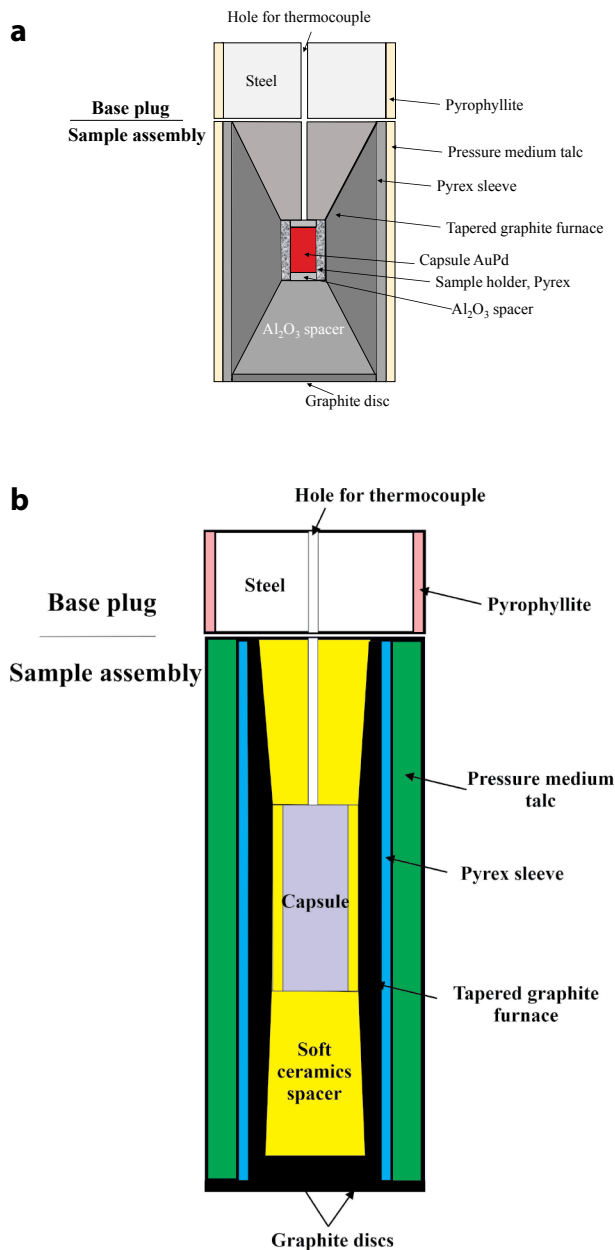 a
Hole for thermocouple
Steel
Base plug
Sample assembly
Pyrophyllite
Pressure medium talc
Pyrex sleeve
Tapered graphite furnace
Capsule AuPd
Sample holder, Pyrex
Al₂O₃ spacer
Al₂O₃ spacer
Graphite disc
b
Hole for thermocouple
Steel
Base plug
Pyrophyllite
Sample assembly
Pressure medium
talc
Pyrex sleeve
Capsule
Tapered graphite
furnace
Soft
ceramics
spacer
Graphite discs